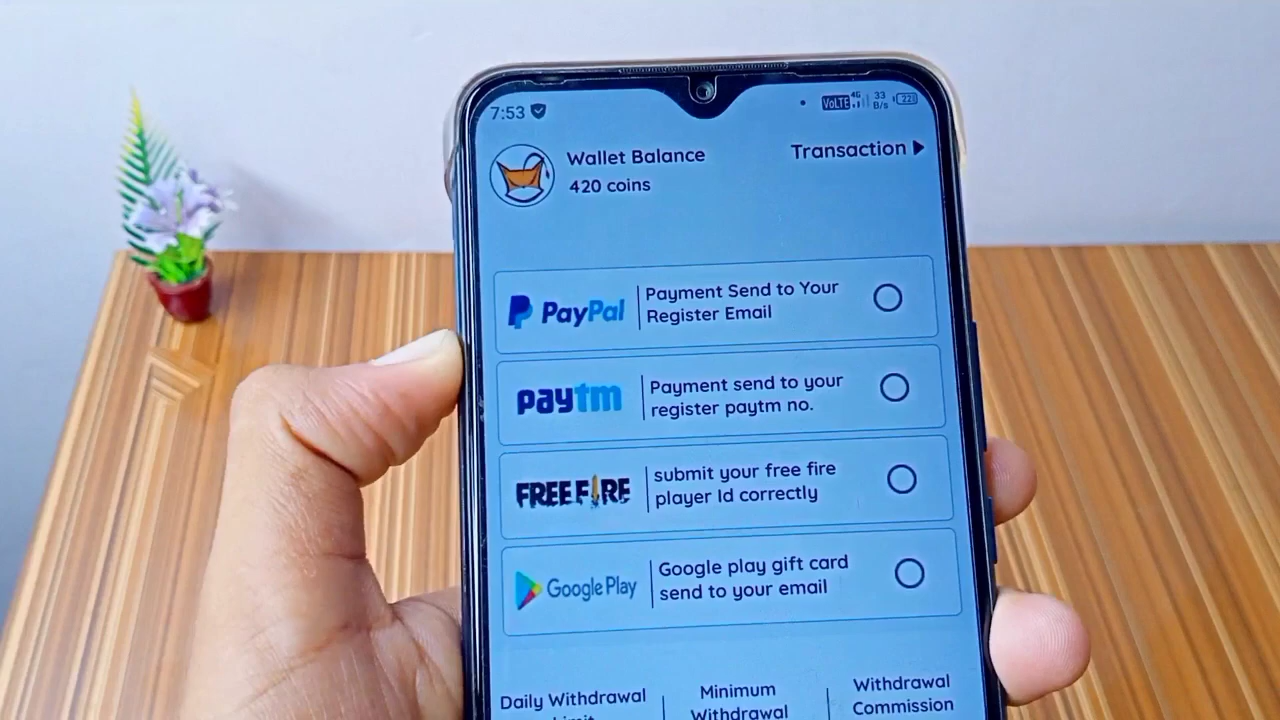 7:53
VoLTE 4G 33 B/s 22
Wallet Balance
420 coins
Transaction
PayPal
Payment Send to Your
Register Email
paytm
Payment send to your
register paytm no.
FREE FIRE
submit your free fire
player Id correctly
Google Play
Google play gift card
send to your email
Daily Withdrawal
Limit
Minimum
Withdrawal
Withdrawal
Commission